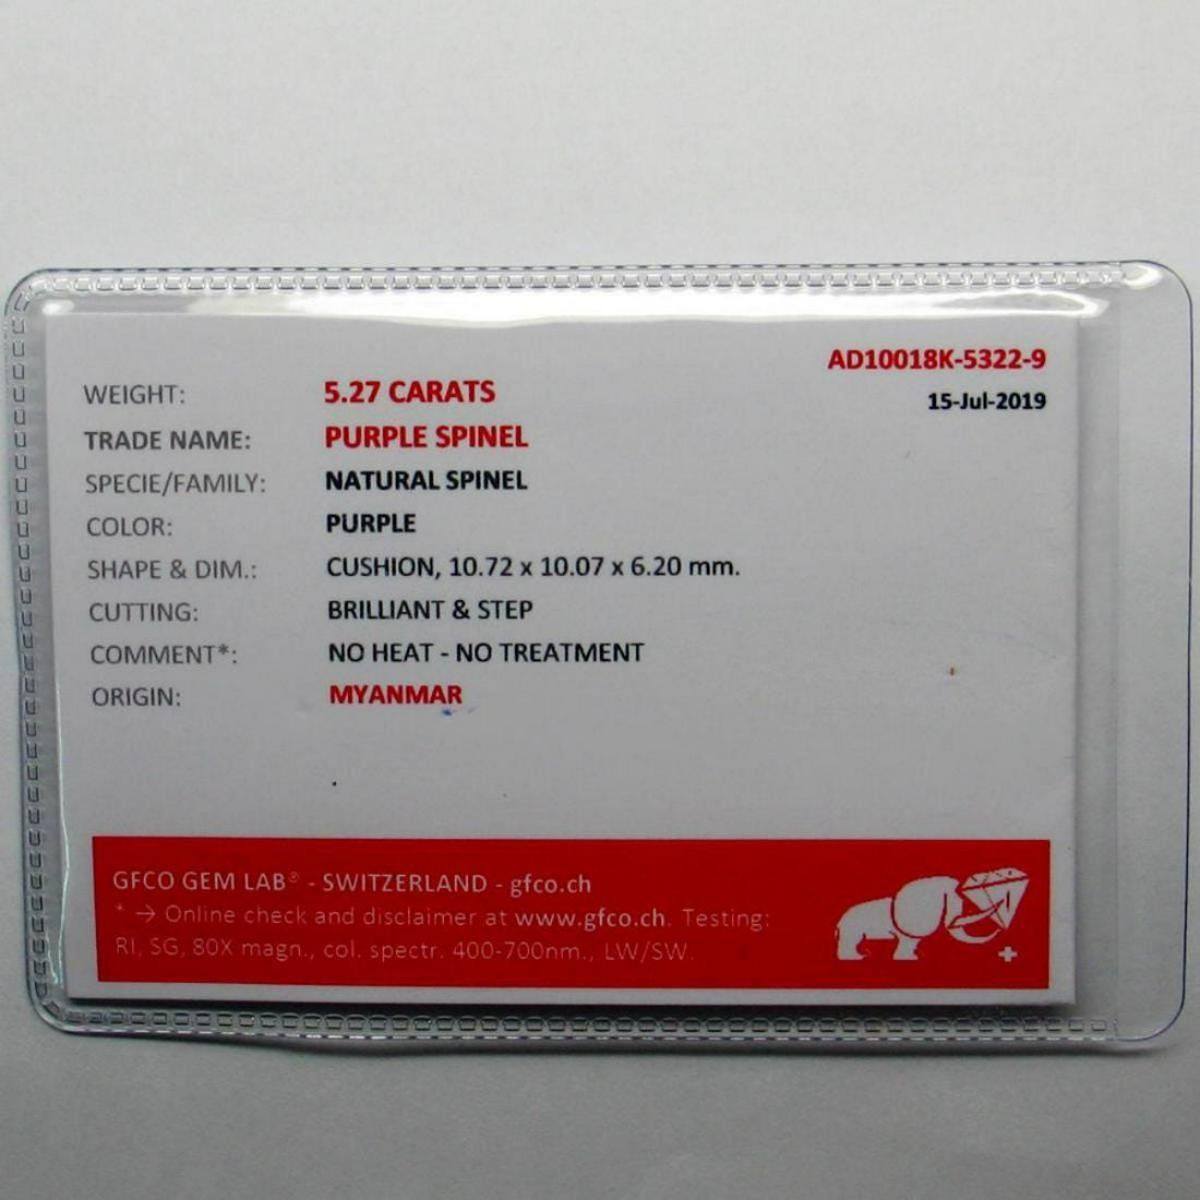 AD10018K-5322-9
15-Jul-2019
WEIGHT: 5.27 CARATS
TRADE NAME: PURPLE SPINEL
SPECIE/FAMILY: NATURAL SPINEL
COLOR: PURPLE
SHAPE & DIM.: CUSHION, 10.72 x 10.07 x 6.20 mm.
CUTTING: BRILLIANT & STEP
COMMENT*: NO HEAT - NO TREATMENT
ORIGIN: MYANMAR
GFCO GEM LAB® - SWITZERLAND - gfco.ch
* → Online check and disclaimer at www.gfco.ch. Testing:
RI, SG, 80X magn., col. spectr. 400-700nm., LW/SW.